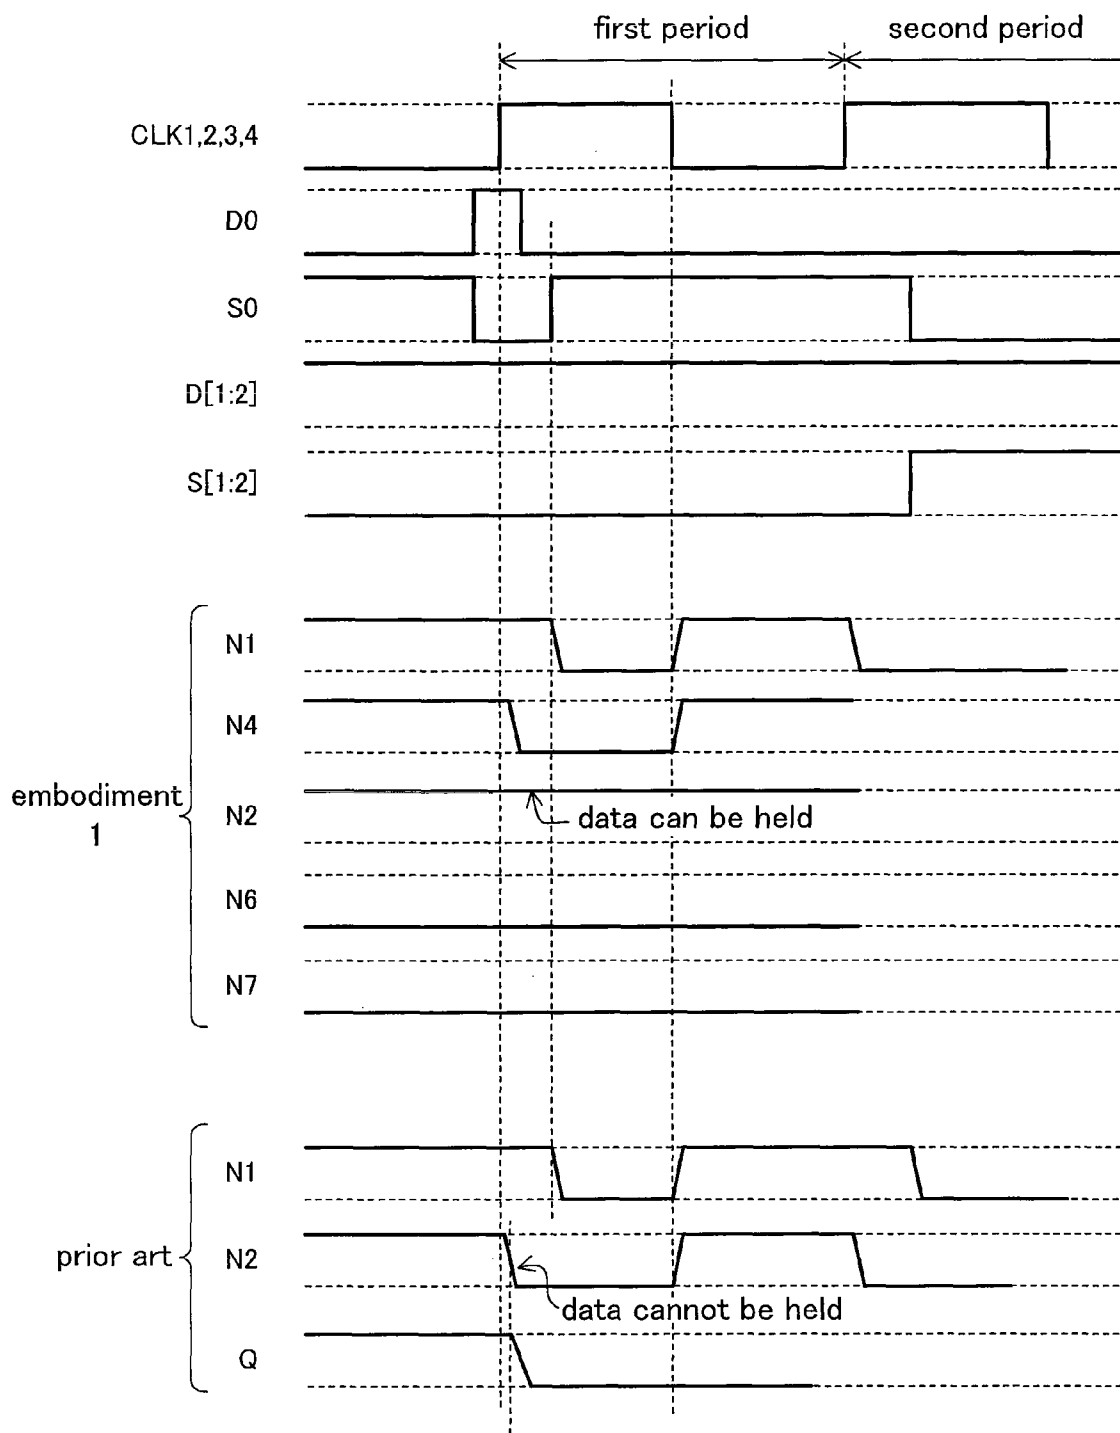 first period
second period
CLK1,2,3,4
D0
S0
D[1:2]
S[1:2]
N1
N4
embodiment
1
N2
data can be held
N6
N7
N1
prior art
N2
data cannot be held
Q